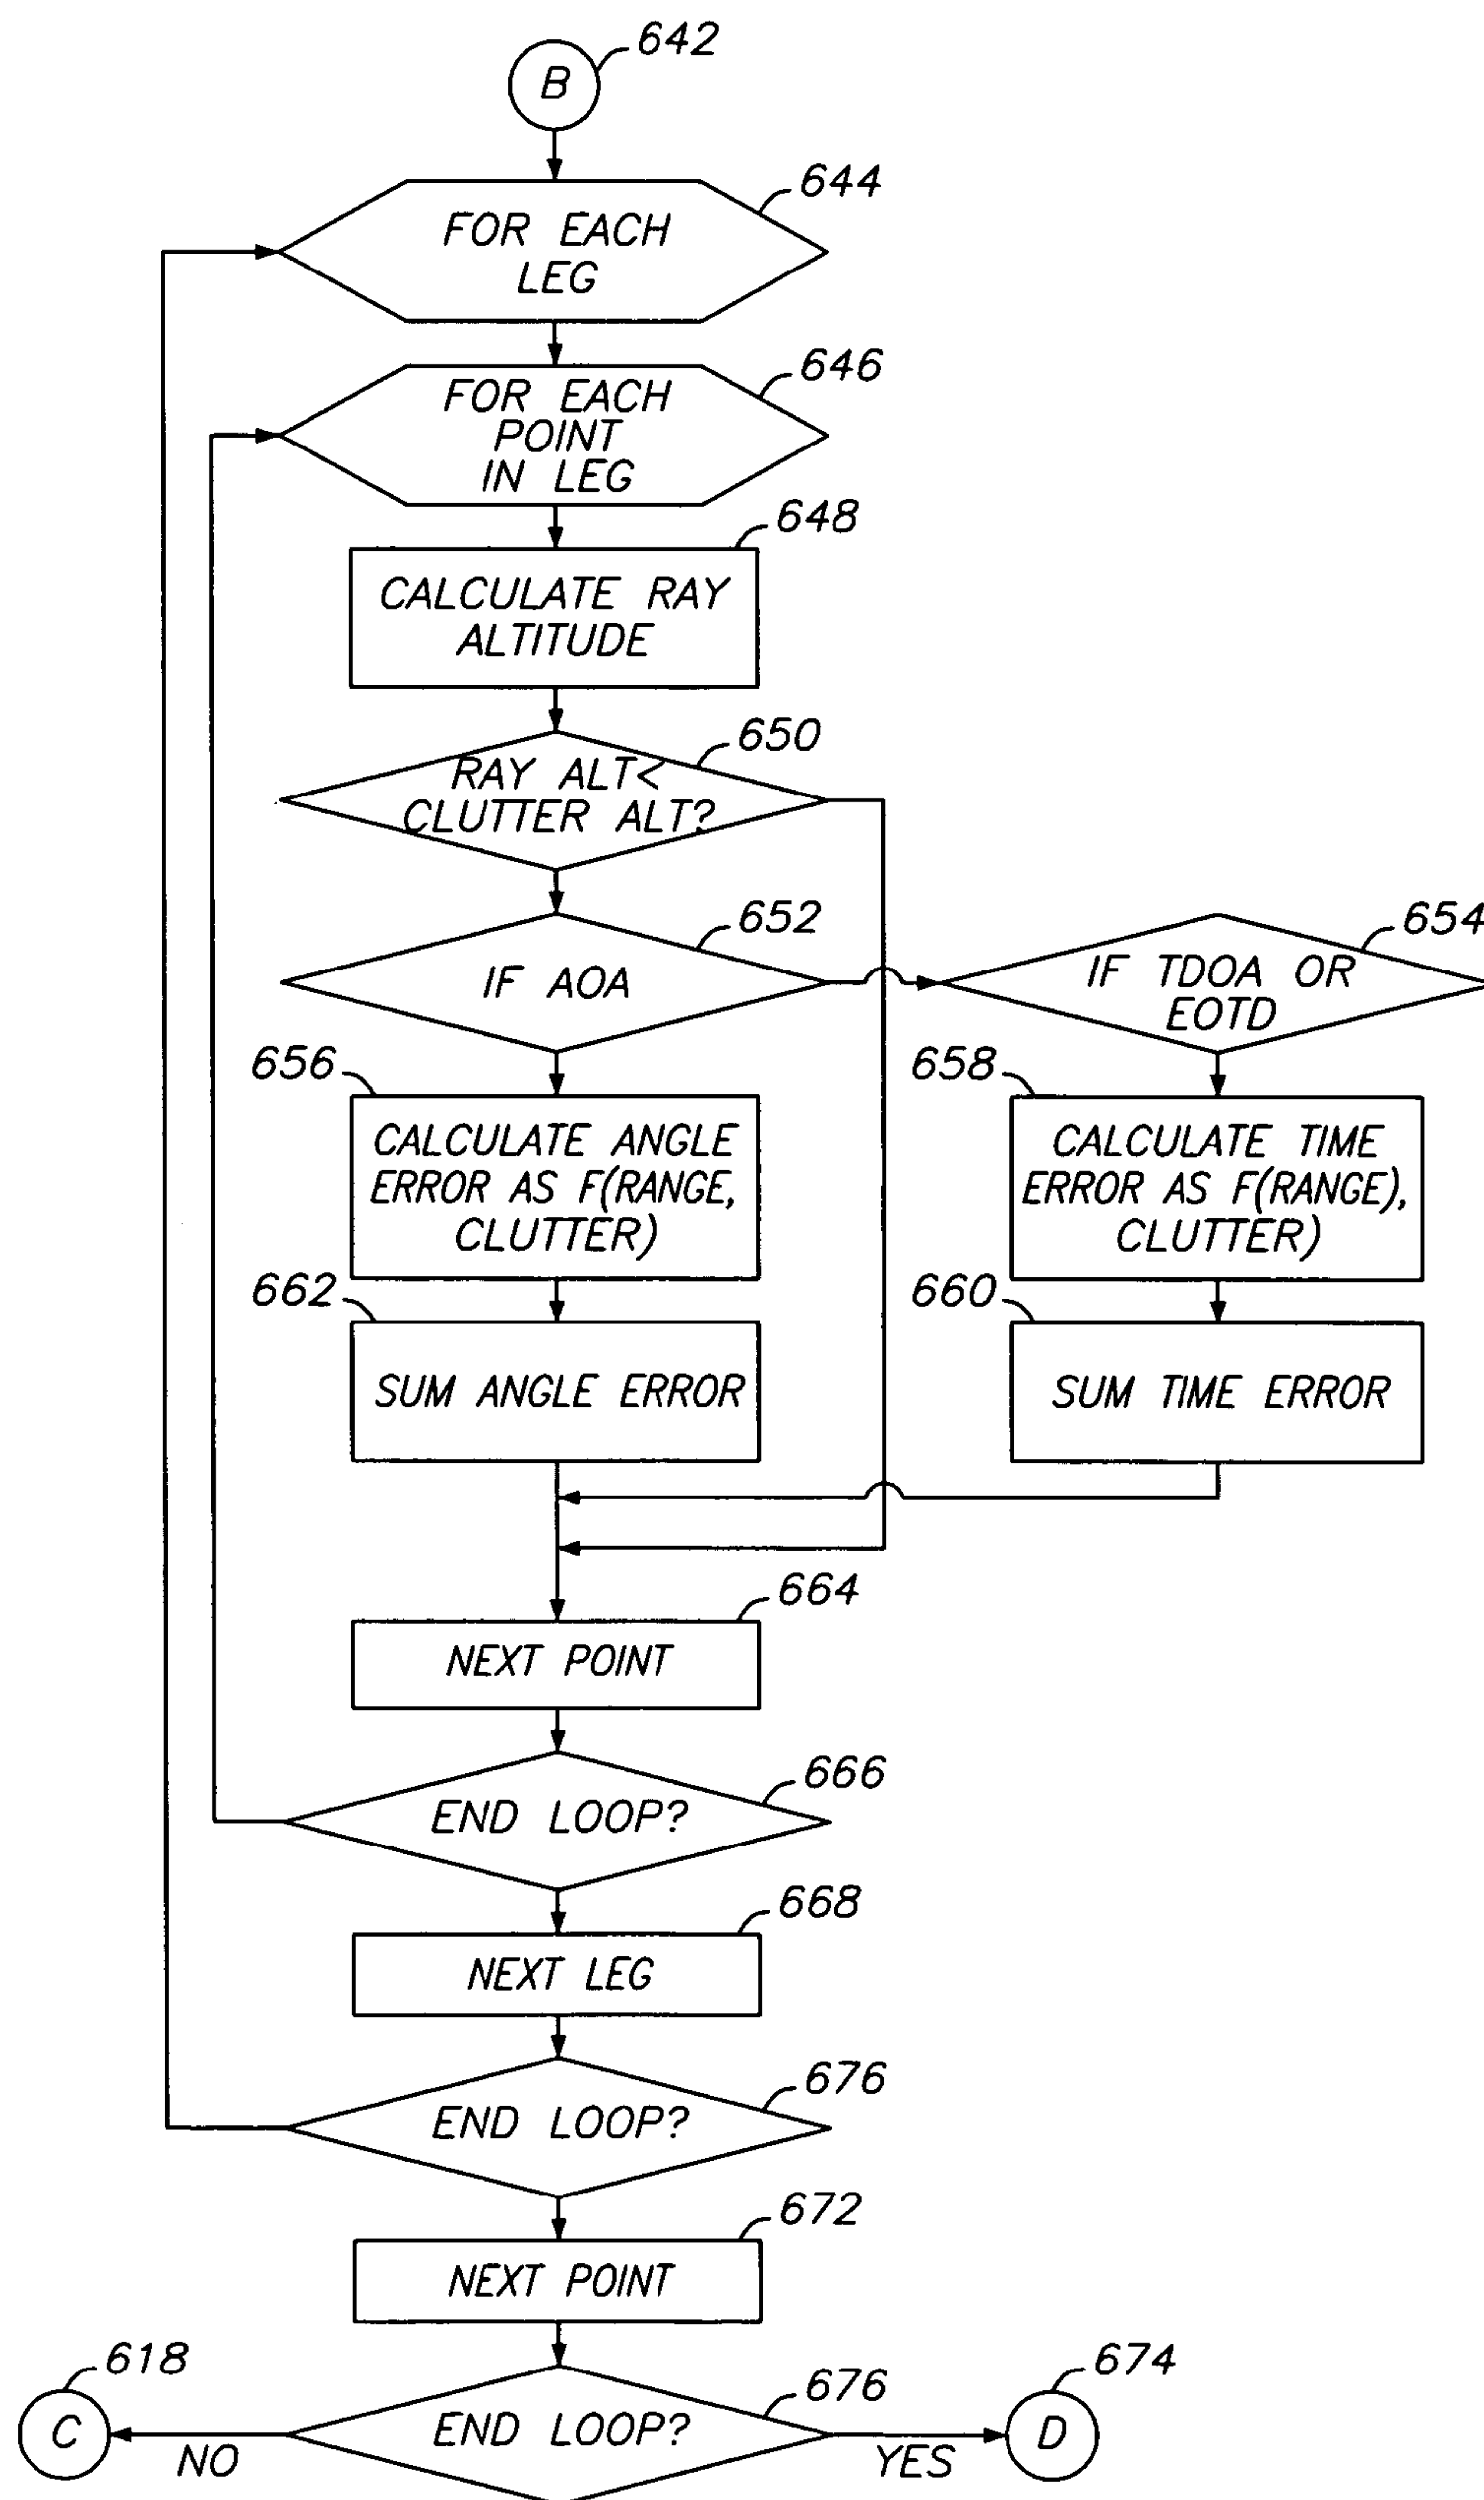 642
B
644
FOR EACH
LEG
646
FOR EACH
POINT
IN LEG
648
CALCULATE RAY
ALTITUDE
650
RAY ALT<
CLUTTER ALT?
652
IF AOA
654
IF TDOA OR
EOTD
656
CALCULATE ANGLE
ERROR AS F(RANGE,
CLUTTER)
658
CALCULATE TIME
ERROR AS F(RANGE),
CLUTTER)
662
SUM ANGLE ERROR
660
SUM TIME ERROR
664
NEXT POINT
666
END LOOP?
668
NEXT LEG
676
END LOOP?
672
NEXT POINT
618
C
NO
676
END LOOP?
YES
674
D